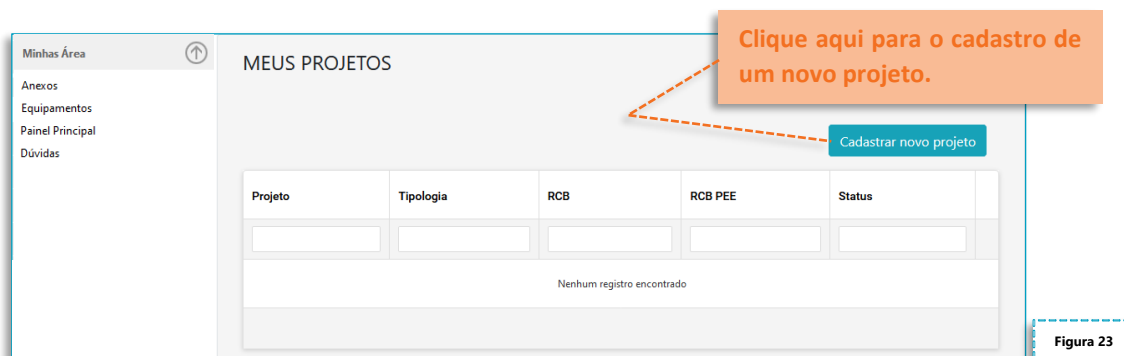 Clique aqui para o cadastro de
um novo projeto.
Minhas Área
Anexos
Equipamentos
Painel Principal
Dúvidas
MEUS PROJETOS
Cadastrar novo projeto
Projeto Tipologia RCB RCB PEE Status
Nenhum registro encontrado
Figura 23